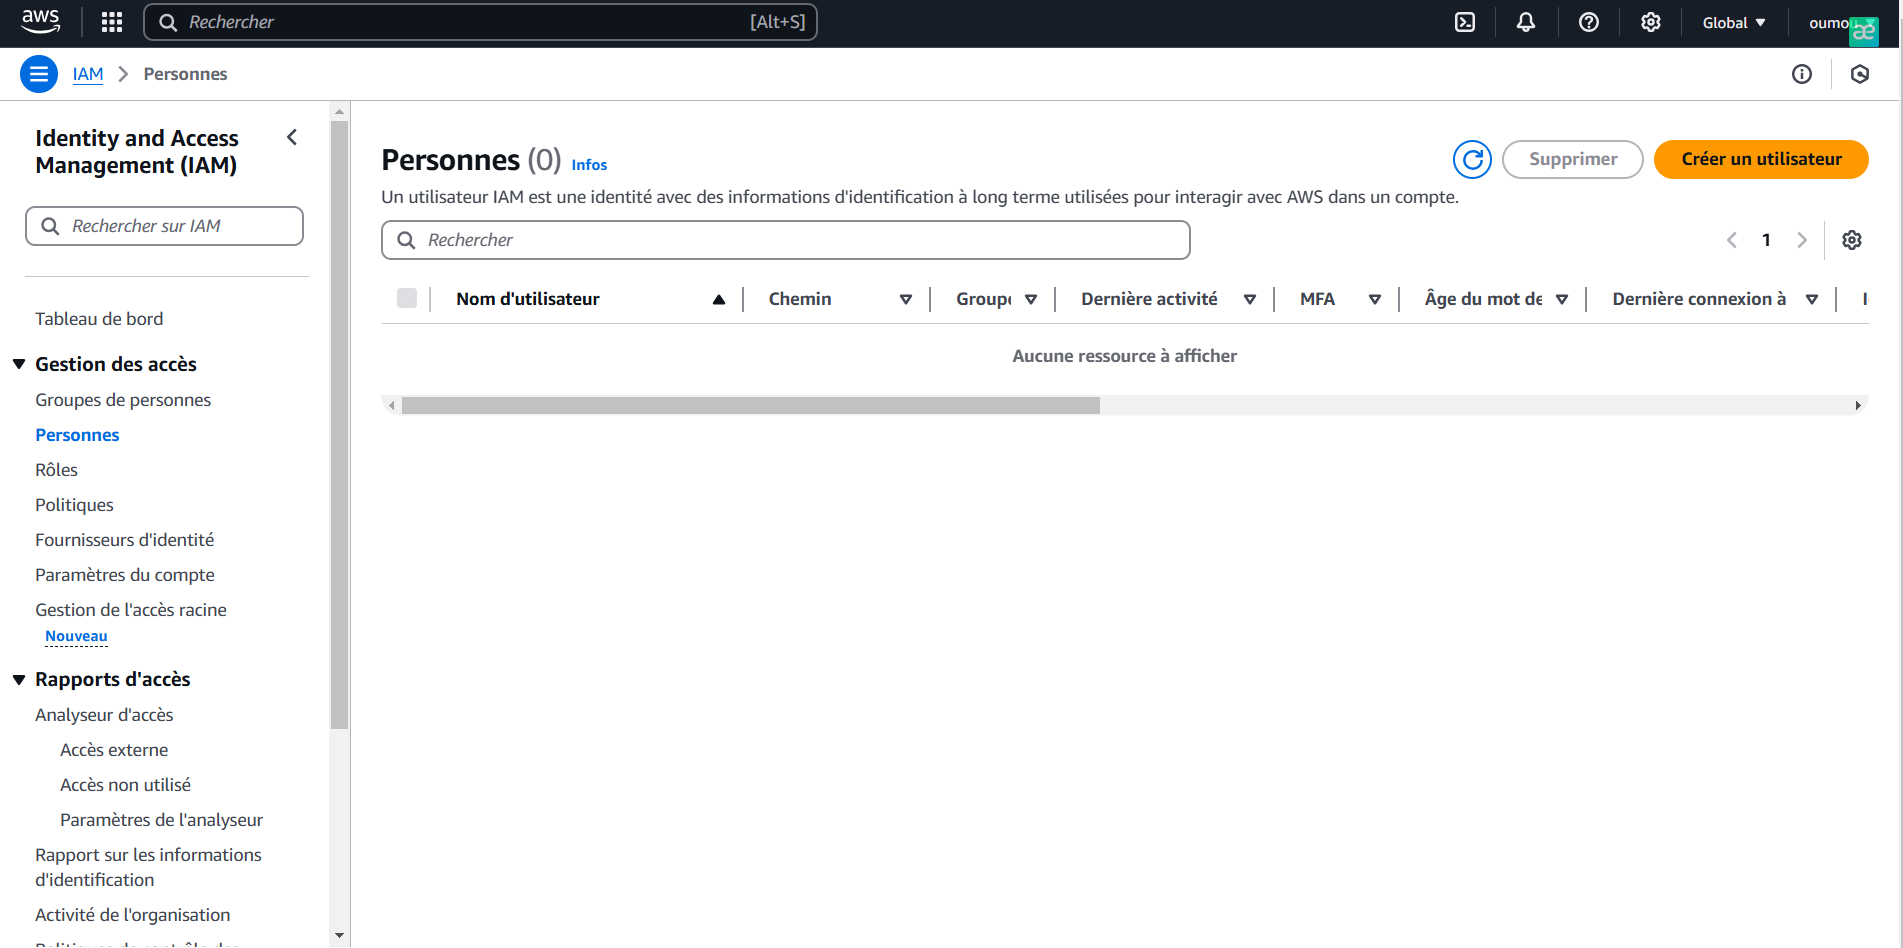 aws
Rechercher [Alt+S]
Global
oumou
æ
IAM > Personnes
Identity and Access
Management (IAM)
Rechercher sur IAM
Tableau de bord
Gestion des accès
Groupes de personnes
Personnes
Rôles
Politiques
Fournisseurs d'identité
Paramètres du compte
Gestion de l'accès racine
Nouveau
Rapports d'accès
Analyseur d'accès
Accès externe
Accès non utilisé
Paramètres de l'analyseur
Rapport sur les informations
d'identification
Activité de l'organisation
Personnes (0) Infos
Supprimer
Créer un utilisateur
Un utilisateur IAM est une identité avec des informations d'identification à long terme utilisées pour interagir avec AWS dans un compte.
Rechercher
1
Nom d'utilisateur
Chemin
Groupe
Dernière activité
MFA
Âge du mot de
Dernière connexion à
Aucune ressource à afficher